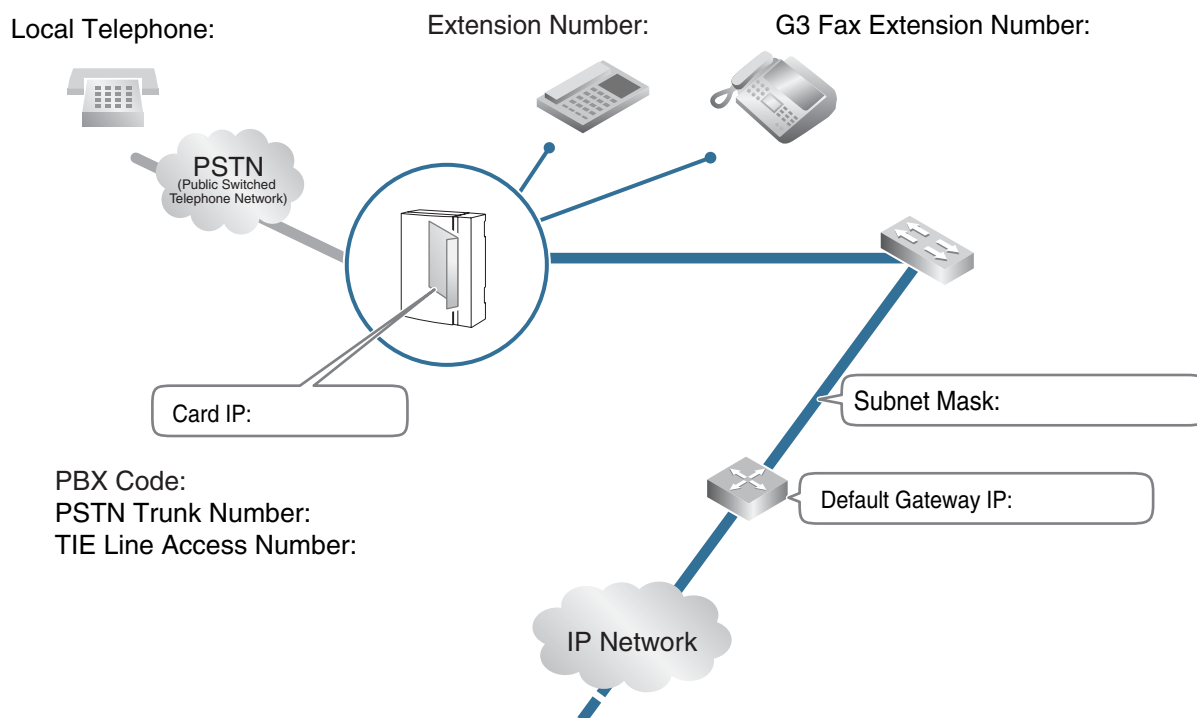 Local Telephone:
Extension Number:
G3 Fax Extension Number:
PSTN
(Public Switched
Telephone Network)
Card IP:
Subnet Mask:
PBX Code:
PSTN Trunk Number:
TIE Line Access Number:
Default Gateway IP:
IP Network